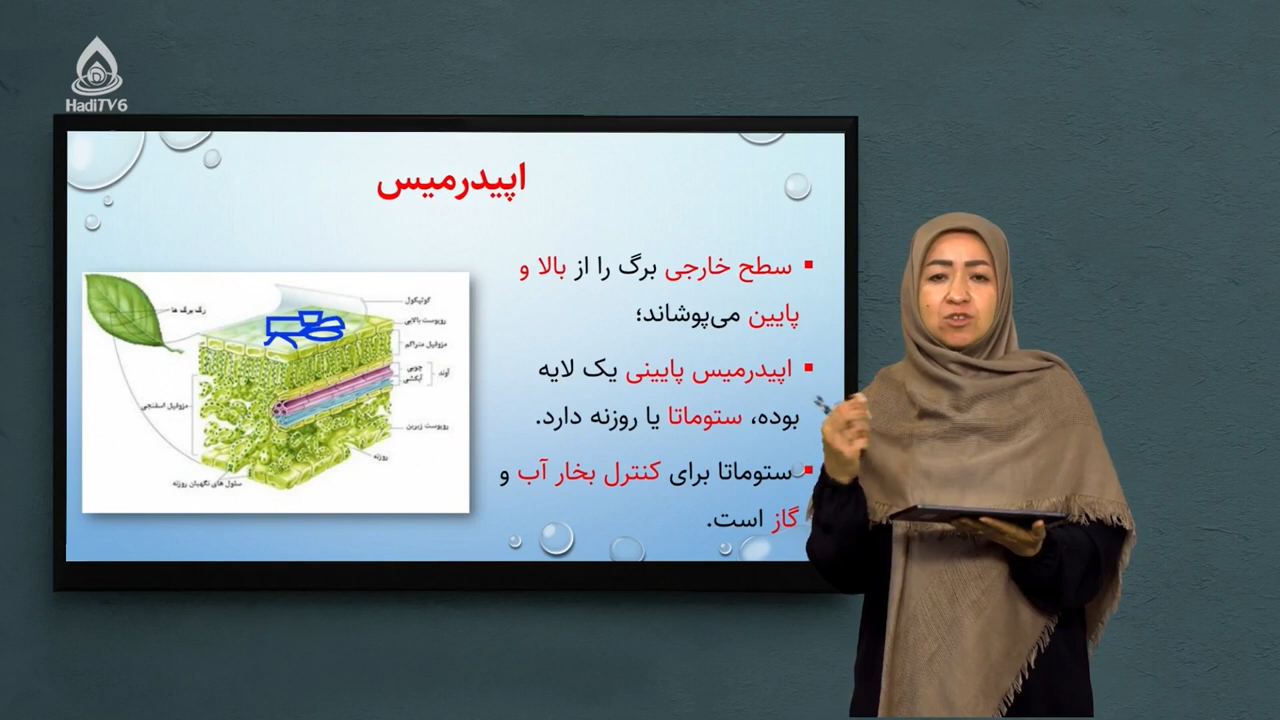 HadiTV6
اپیدرمیس
سطح خارجی برگ را از بالا و
پایین می‌پوشاند؛
اپیدرمیس پایینی یک لایه
بوده، ستوماتا یا روزنه دارد.
ستوماتا برای کنترل بخار آب و
گاز است.
رگ برگ ها
کوتیکول
روپوست بالایی
مزوفیل متراکم
چوبی
آبکشی
آوند
مزوفیل اسفنجی
روپوست زیرین
روزنه
سلول های نگهبان روزنه